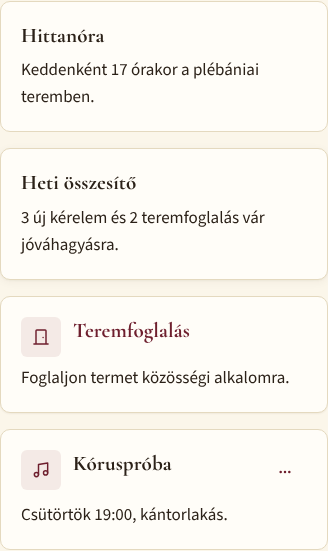 Hittanóra
Keddenként 17 órakor a plébániai
teremben.
Heti összesítő
3 új kérelem és 2 teremfoglalás vár
jóváhagyásra.
Teremfoglalás
Foglaljon termet közösségi alkalomra.
Kóruspróba
...
Csütörtök 19:00, kántorlakás.